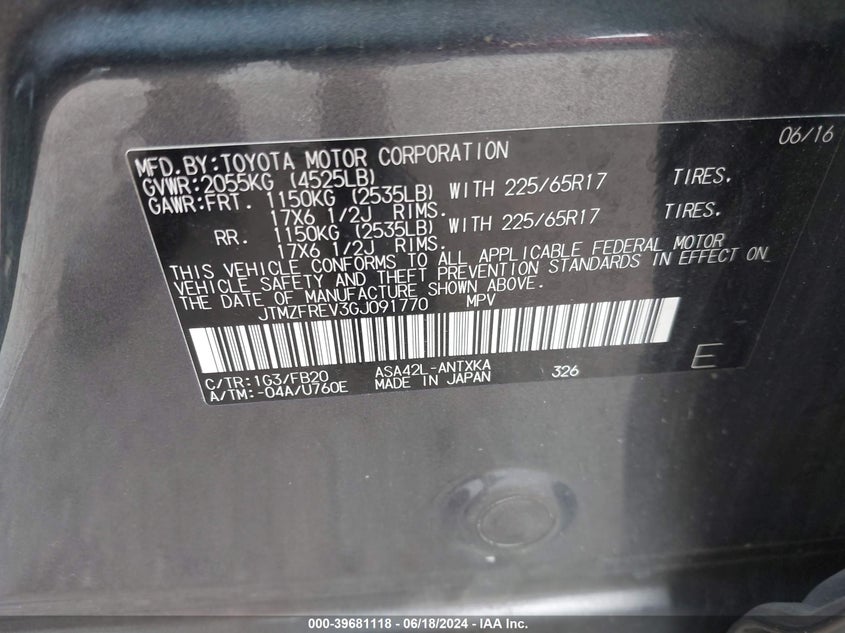 06/16
MFD.BY:TOYOTA MOTOR CORPORATION
GVWR:2055KG (4525LB)
GAWR:FRT. 1150KG (2535LB) WITH 225/65R17 TIRES.
17X6 1/2J RIMS.
RR. 1150KG (2535LB) WITH 225/65R17 TIRES.
17X6 1/2J RIMS.
THIS VEHICLE CONFORMS TO ALL APPLICABLE FEDERAL MOTOR
VEHICLE SAFETY AND THEFT PREVENTION STANDARDS IN EFFECT ON
THE DATE OF MANUFACTURE SHOWN ABOVE.
JTMZFREV3GJ091770 MPV
C/TR:1G3/FB20 ASA42L-ANTXKA 326 E
A/TM:-04A/U760E MADE IN JAPAN
000-39681118 - 06/18/2024 - IAA Inc.